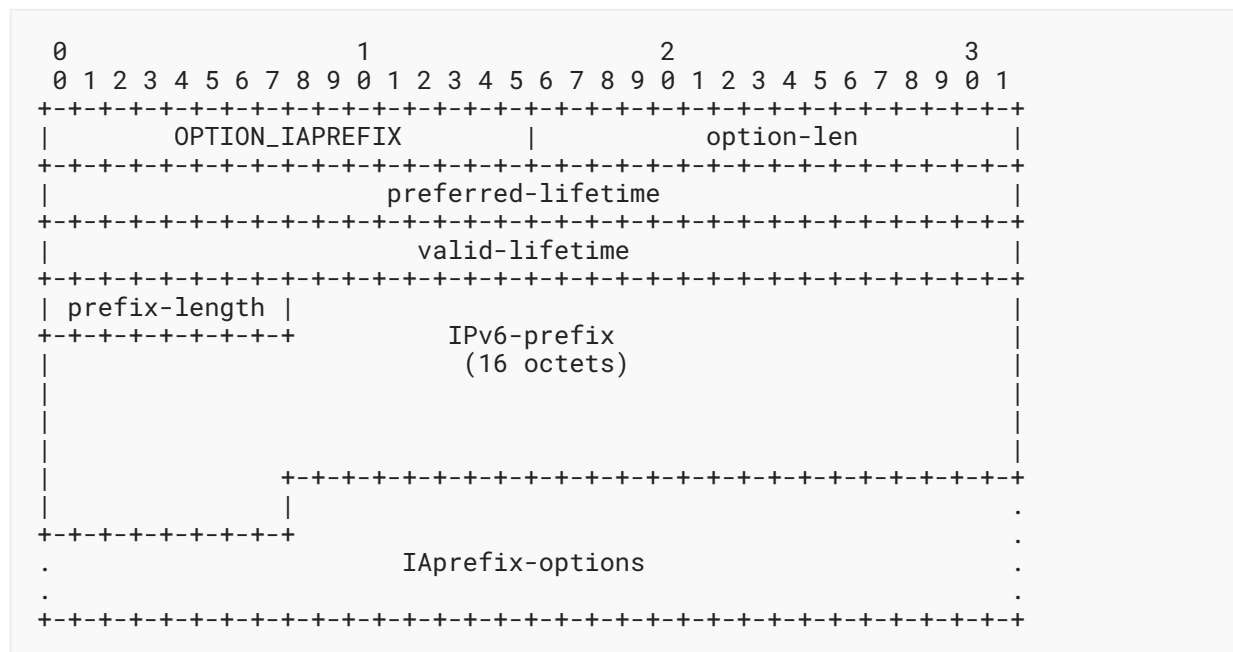 0                   1                   2                   3
 0 1 2 3 4 5 6 7 8 9 0 1 2 3 4 5 6 7 8 9 0 1 2 3 4 5 6 7 8 9 0 1
+-+-+-+-+-+-+-+-+-+-+-+-+-+-+-+-+-+-+-+-+-+-+-+-+-+-+-+-+-+-+-+-+
|        OPTION_IAPREFIX        |           option-len          |
+-+-+-+-+-+-+-+-+-+-+-+-+-+-+-+-+-+-+-+-+-+-+-+-+-+-+-+-+-+-+-+-+
|                      preferred-lifetime                       |
+-+-+-+-+-+-+-+-+-+-+-+-+-+-+-+-+-+-+-+-+-+-+-+-+-+-+-+-+-+-+-+-+
|                        valid-lifetime                         |
+-+-+-+-+-+-+-+-+-+-+-+-+-+-+-+-+-+-+-+-+-+-+-+-+-+-+-+-+-+-+-+-+
| prefix-length |                                               |
+-+-+-+-+-+-+-+-+          IPv6-prefix                          |
|                           (16 octets)                         |
|                                                               |
|                                                               |
|                                                               |
|               +-+-+-+-+-+-+-+-+-+-+-+-+-+-+-+-+-+-+-+-+-+-+-+-+
|               |                                               .
+-+-+-+-+-+-+-+-+                                               .
.                       IAprefix-options                        .
.                                                               .
+-+-+-+-+-+-+-+-+-+-+-+-+-+-+-+-+-+-+-+-+-+-+-+-+-+-+-+-+-+-+-+-+